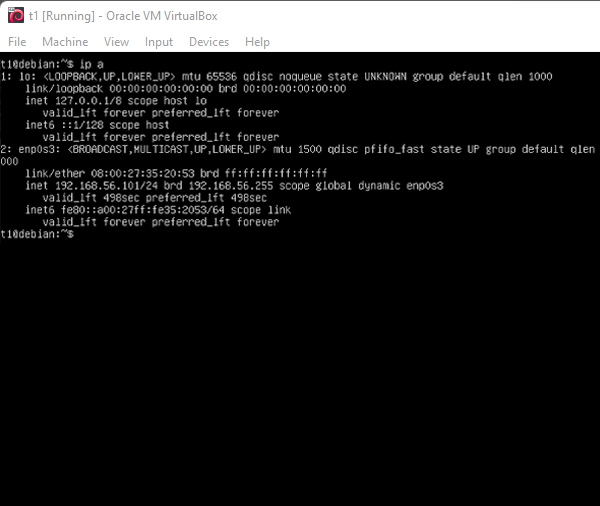 t1 [Running] - Oracle VM VirtualBox
File Machine View Input Devices Help
t1@debian:~$ ip a
1: lo: <LOOPBACK,UP,LOWER_UP> mtu 65536 qdisc noqueue state UNKNOWN group default qlen 1000
link/loopback 00:00:00:00:00:00 brd 00:00:00:00:00:00
inet 127.0.0.1/8 scope host lo
valid_lft forever preferred_lft forever
inet6 ::1/128 scope host
valid_lft forever preferred_lft forever
2: enp0s3: <BROADCAST,MULTICAST,UP,LOWER_UP> mtu 1500 qdisc pfifo_fast state UP group default qlen
000
link/ether 08:00:27:35:20:53 brd ff:ff:ff:ff:ff:ff
inet 192.168.56.101/24 brd 192.168.56.255 scope global dynamic enp0s3
valid_lft 498sec preferred_lft 498sec
inet6 fe80::a00:27ff:fe35:2053/64 scope link
valid_lft forever preferred_lft forever
t1@debian:~$